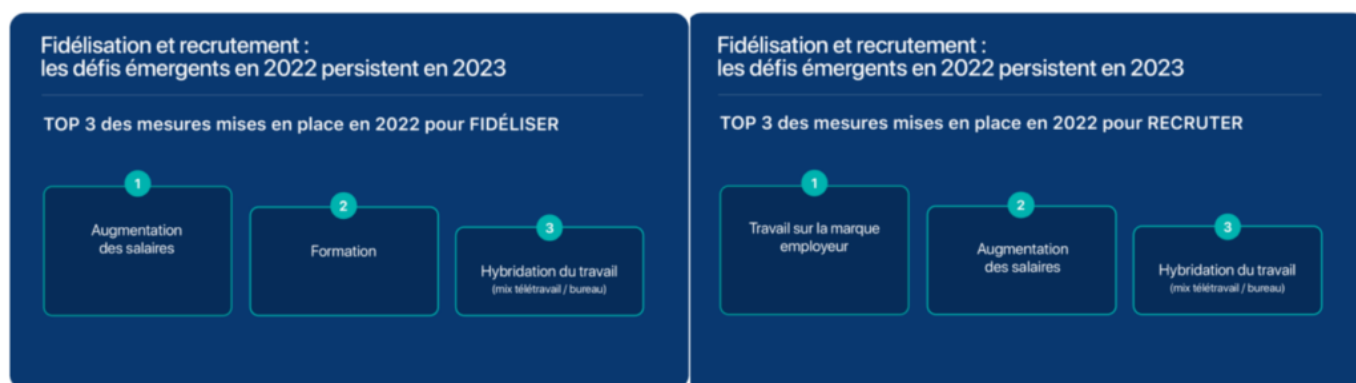 Fidélisation et recrutement :
les défis émergents en 2022 persistent en 2023
TOP 3 des mesures mises en place en 2022 pour FIDÉLISER
1
Augmentation
des salaires
2
Formation
3
Hybridation du travail
(mix télétravail / bureau)
Fidélisation et recrutement :
les défis émergents en 2022 persistent en 2023
TOP 3 des mesures mises en place en 2022 pour RECRUTER
1
Travail sur la marque
employeur
2
Augmentation
des salaires
3
Hybridation du travail
(mix télétravail / bureau)